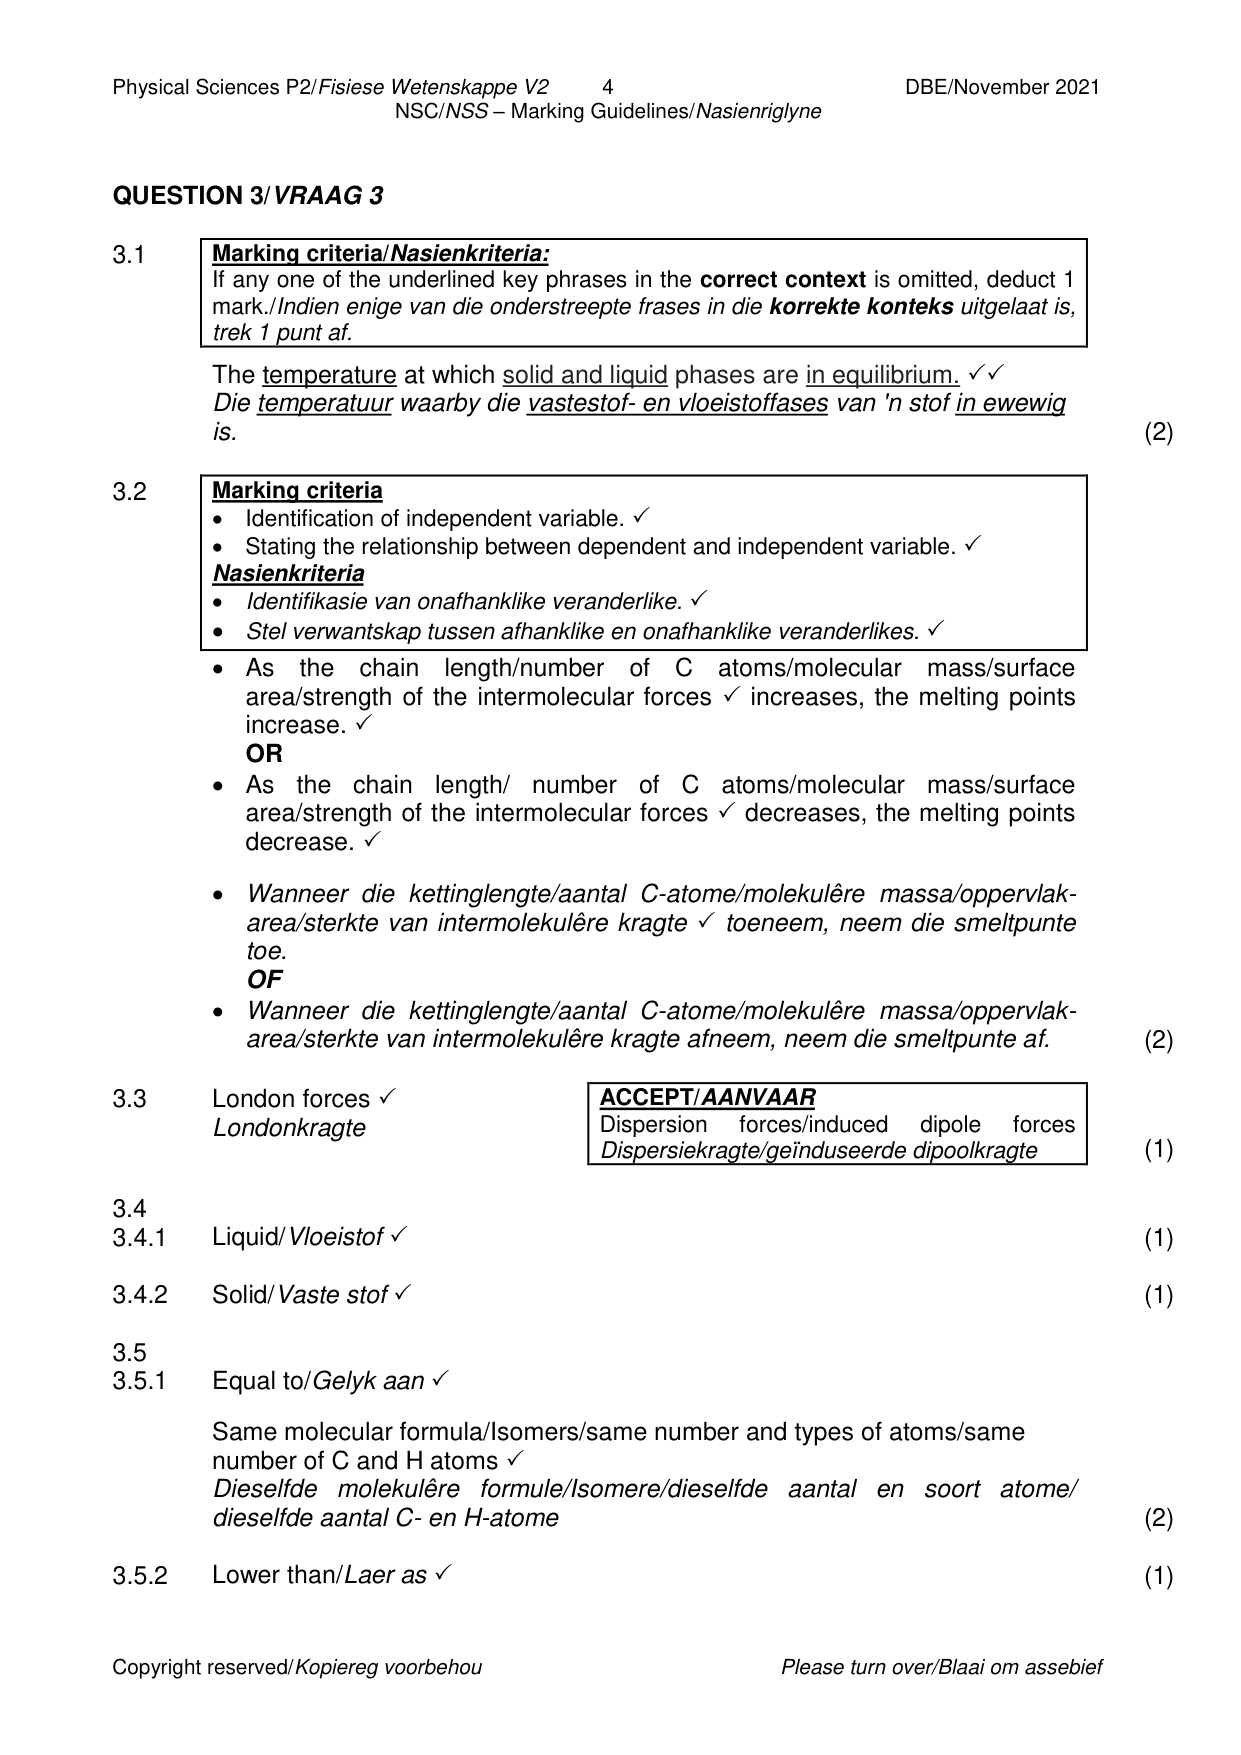 Physical Sciences P2/Fisiese Wetenskappe V2 4 DBE/November 2021
NSC/NSS – Marking Guidelines/Nasienriglyne
QUESTION 3/VRAAG 3
3.1 Marking criteria/Nasienkriteria:
If any one of the underlined key phrases in the correct context is omitted, deduct 1
mark./Indien enige van die onderstreepte frases in die korrekte konteks uitgelaat is,
trek 1 punt af.
The temperature at which solid and liquid phases are in equilibrium. ✓✓
Die temperatuur waarby die vastestof- en vloeistoffases van 'n stof in ewewig
is. (2)
3.2 Marking criteria
• Identification of independent variable. ✓
• Stating the relationship between dependent and independent variable. ✓
Nasienkriteria
• Identifikasie van onafhanklike veranderlike. ✓
• Stel verwantskap tussen afhanklike en onafhanklike veranderlikes. ✓
• As the chain length/number of C atoms/molecular mass/surface
area/strength of the intermolecular forces ✓ increases, the melting points
increase. ✓
OR
• As the chain length/ number of C atoms/molecular mass/surface
area/strength of the intermolecular forces ✓ decreases, the melting points
decrease. ✓
• Wanneer die kettinglengte/aantal C-atome/molekulêre massa/oppervlak-
area/sterkte van intermolekulêre kragte ✓ toeneem, neem die smeltpunte
toe.
OF
• Wanneer die kettinglengte/aantal C-atome/molekulêre massa/oppervlak-
area/sterkte van intermolekulêre kragte afneem, neem die smeltpunte af. (2)
3.3 London forces ✓
Londonkragte
ACCEPT/AANVAAR
Dispersion forces/induced dipole forces
Dispersiekragte/geïnduseerde dipoolkragte (1)
3.4
3.4.1 Liquid/Vloeistof ✓ (1)
3.4.2 Solid/Vaste stof ✓ (1)
3.5
3.5.1 Equal to/Gelyk aan ✓
Same molecular formula/Isomers/same number and types of atoms/same
number of C and H atoms ✓
Dieselfde molekulêre formule/Isomere/dieselfde aantal en soort atome/
dieselfde aantal C- en H-atome (2)
3.5.2 Lower than/Laer as ✓ (1)
Copyright reserved/Kopiereg voorbehou Please turn over/Blaai om assebief